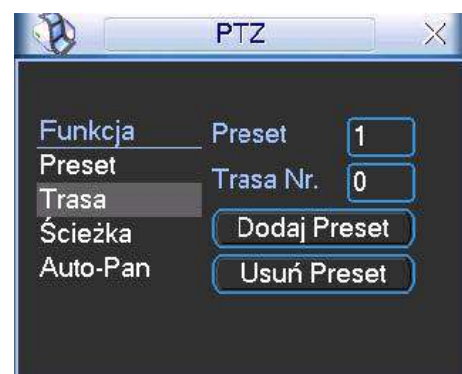 PTZ
Funkcja
Preset
Trasa
Ścieżka
Auto-Pan
Preset 1
Trasa Nr. 0
Dodaj Preset
Usuń Preset